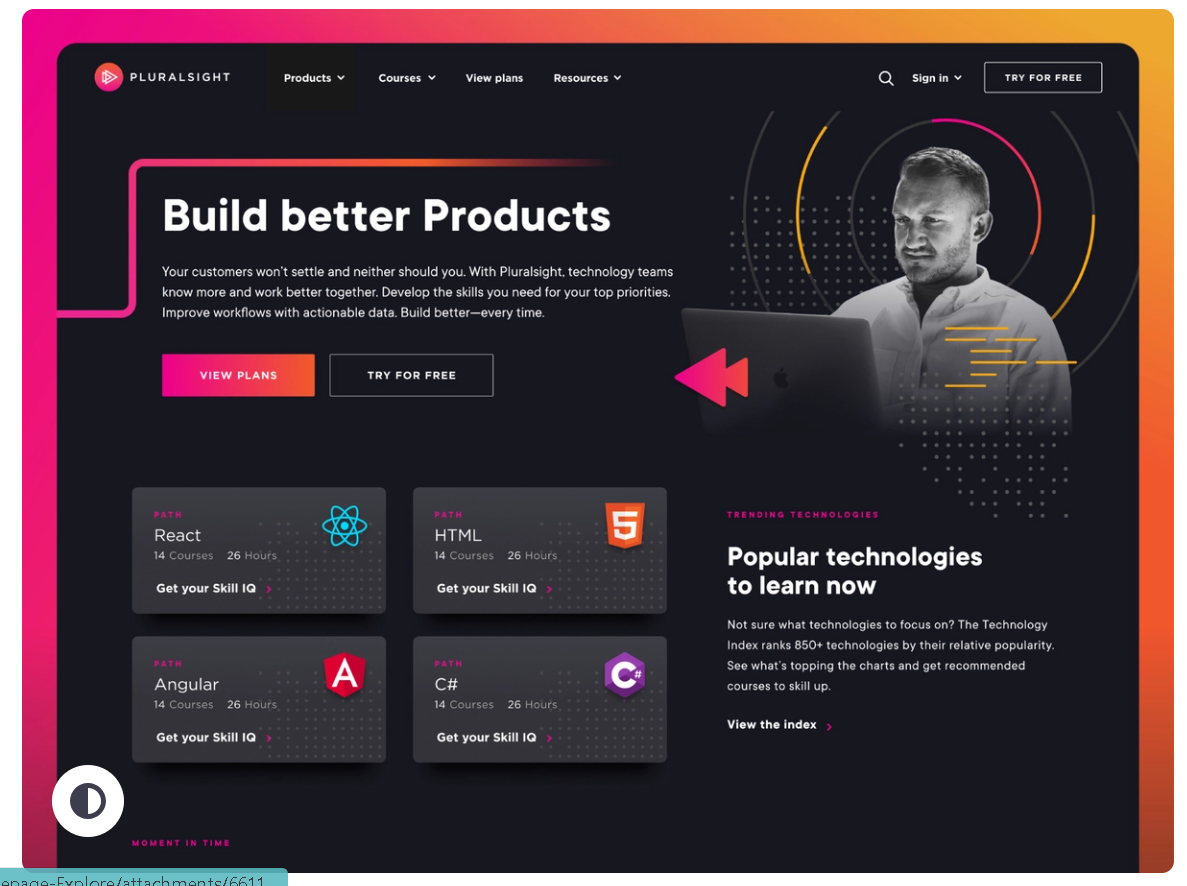 PLURALSIGHT
Products
Courses
View plans
Resources
Sign in
TRY FOR FREE
Build better Products
Your customers won't settle and neither should you. With Pluralsight, technology teams
know more and work better together. Develop the skills you need for your top priorities.
Improve workflows with actionable data. Build better—every time.
VIEW PLANS
TRY FOR FREE
PATH
React
14 Courses 26 Hours
Get your Skill IQ
PATH
HTML
14 Courses 26 Hours
Get your Skill IQ
5
PATH
Angular
14 Courses 26 Hours
Get your Skill IQ
A
PATH
C#
14 Courses 26 Hours
Get your Skill IQ
C#
TRENDING TECHNOLOGIES
Popular technologies
to learn now
Not sure what technologies to focus on? The Technology
Index ranks 850+ technologies by their relative popularity.
See what's topping the charts and get recommended
courses to skill up.
View the index
MOMENT IN TIME
epage-Explore/attachments/6611